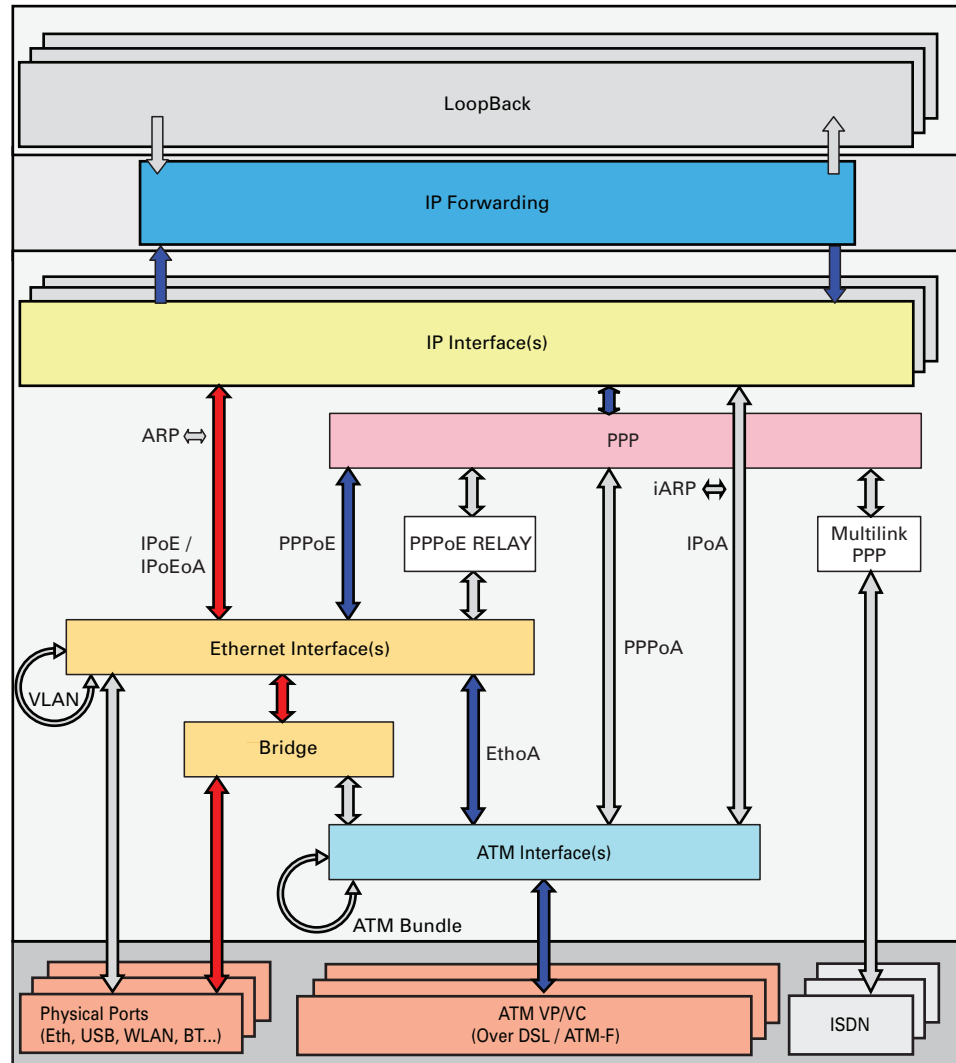 LoopBack
IP Forwarding
IP Interface(s)
ARP
PPP
iARP
IPoE /
IPoEoA
PPPoE
PPPoE RELAY
IPoA
Multilink
PPP
Ethernet Interface(s)
PPPoA
VLAN
Bridge
EthoA
ATM Interface(s)
ATM Bundle
Physical Ports
(Eth, USB, WLAN, BT...)
ATM VP/VC
(Over DSL / ATM-F)
ISDN